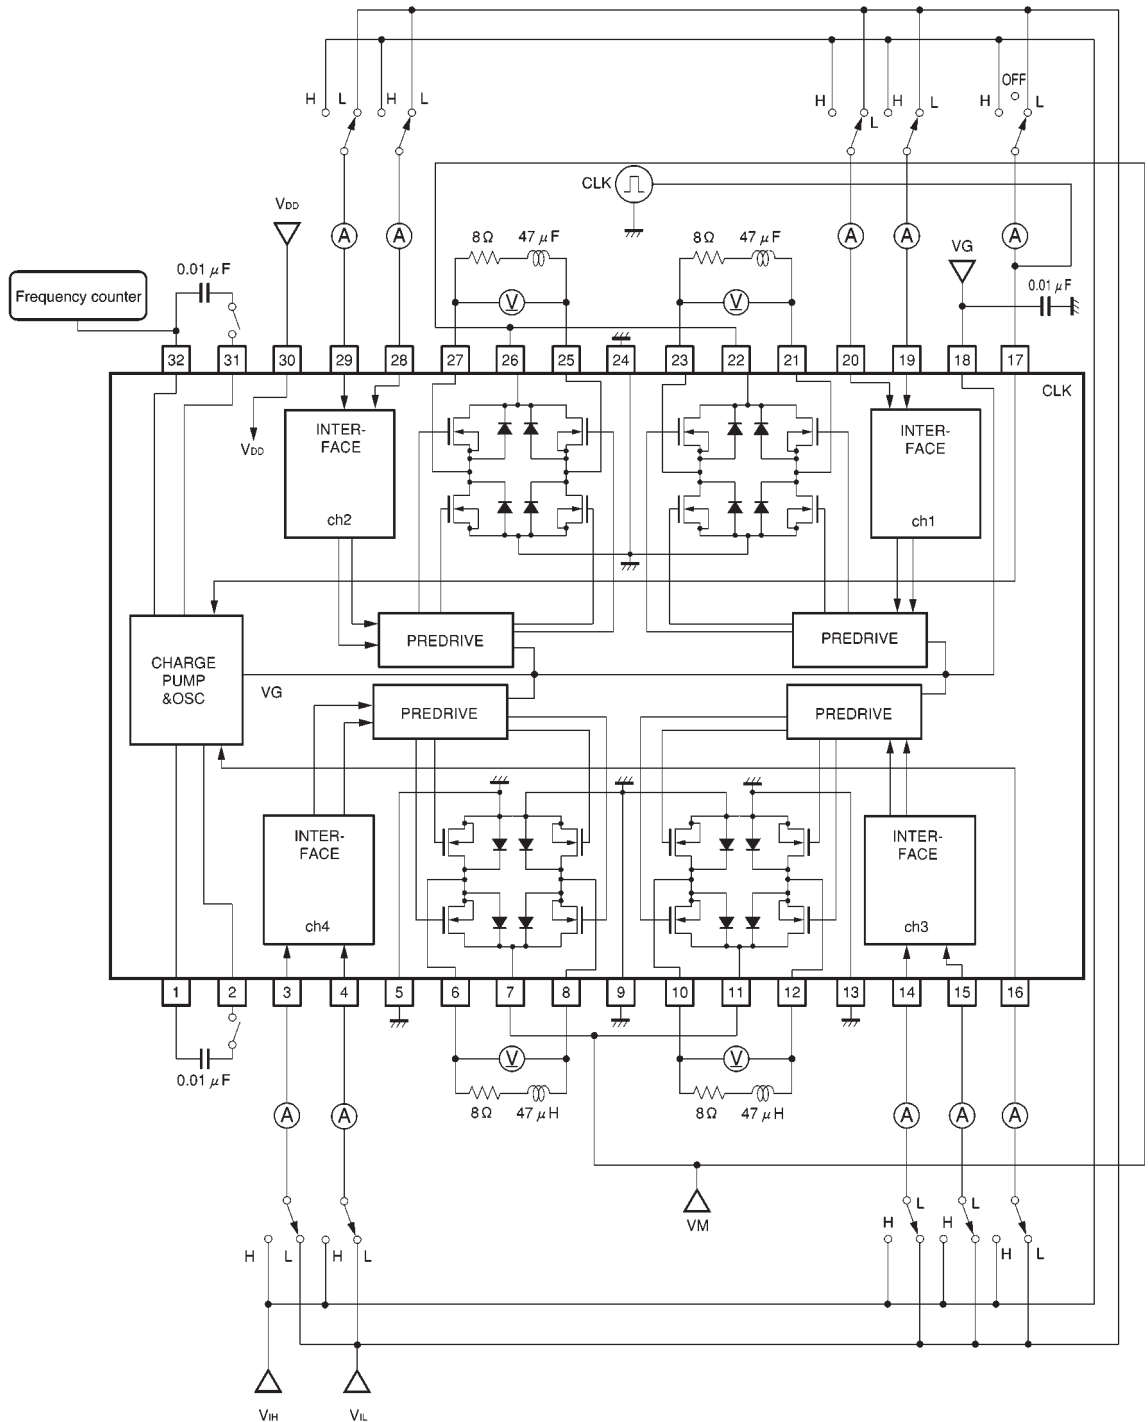 OFF
H L H L H L H L H L
CLK
VDD
A A A A A
8Ω 47 μF 8Ω 47 μF
VG
0.01 μF
V V
0.01 μF
Frequency counter
32 31 30 29 28 27 26 25 24 23 22 21 20 19 18 17
CLK
VDD
INTER-
FACE
ch2
INTER-
FACE
ch1
PREDRIVE
PREDRIVE
CHARGE
PUMP
&OSC
VG
PREDRIVE
PREDRIVE
INTER-
FACE
ch4
INTER-
FACE
ch3
1 2 3 4 5 6 7 8 9 10 11 12 13 14 15 16
0.01 μF
V V
8Ω 47 μH 8Ω 47 μH
A A A A A
VM
H L H L H L H L H L
VIH VIL